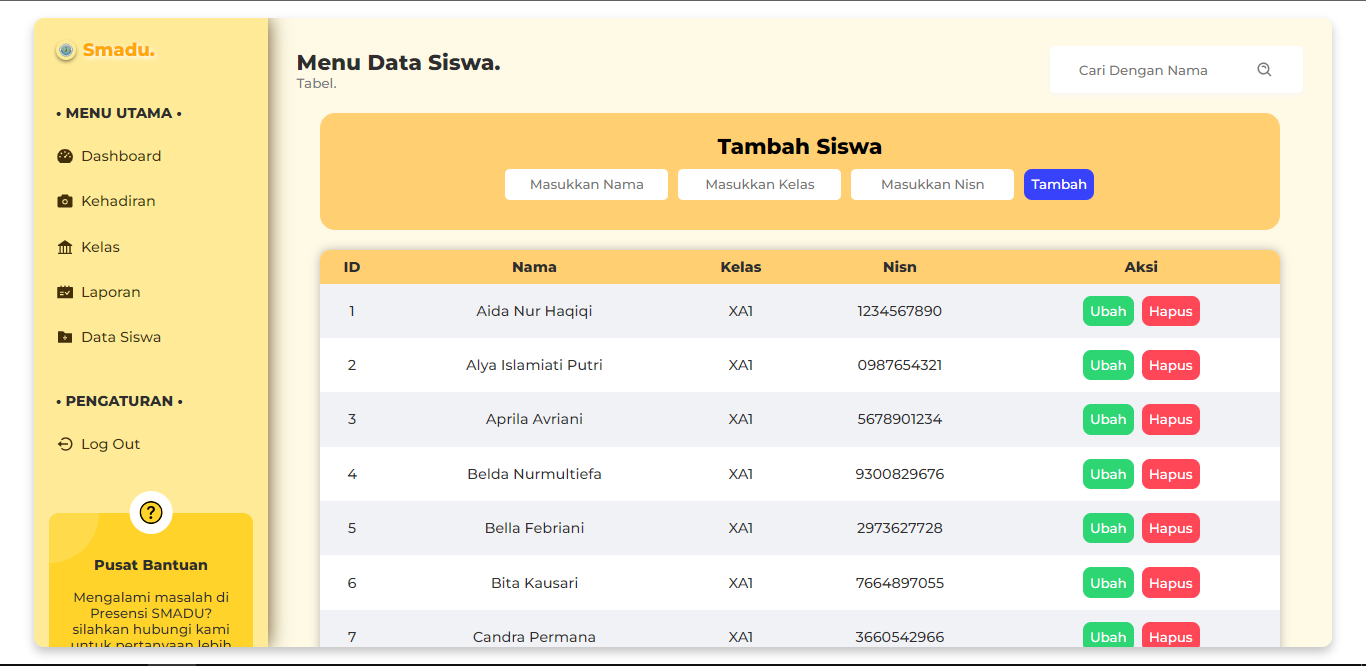 Smadu.
• MENU UTAMA •
Dashboard
Kehadiran
Kelas
Laporan
Data Siswa
• PENGATURAN •
Log Out
?
Pusat Bantuan
Mengalami masalah di
Presensi SMADU?
silahkan hubungi kami
untuk pertanyaan lebih
Menu Data Siswa.
Tabel.
Cari Dengan Nama
Tambah Siswa
Masukkan Nama Masukkan Kelas Masukkan Nisn Tambah
ID Nama Kelas Nisn Aksi
1 Aida Nur Haqiqi XA1 1234567890 Ubah Hapus
2 Alya Islamiati Putri XA1 0987654321 Ubah Hapus
3 Aprila Avriani XA1 5678901234 Ubah Hapus
4 Belda Nurmultiefa XA1 9300829676 Ubah Hapus
5 Bella Febriani XA1 2973627728 Ubah Hapus
6 Bita Kausari XA1 7664897055 Ubah Hapus
7 Candra Permana XA1 3660542966 Ubah Hapus